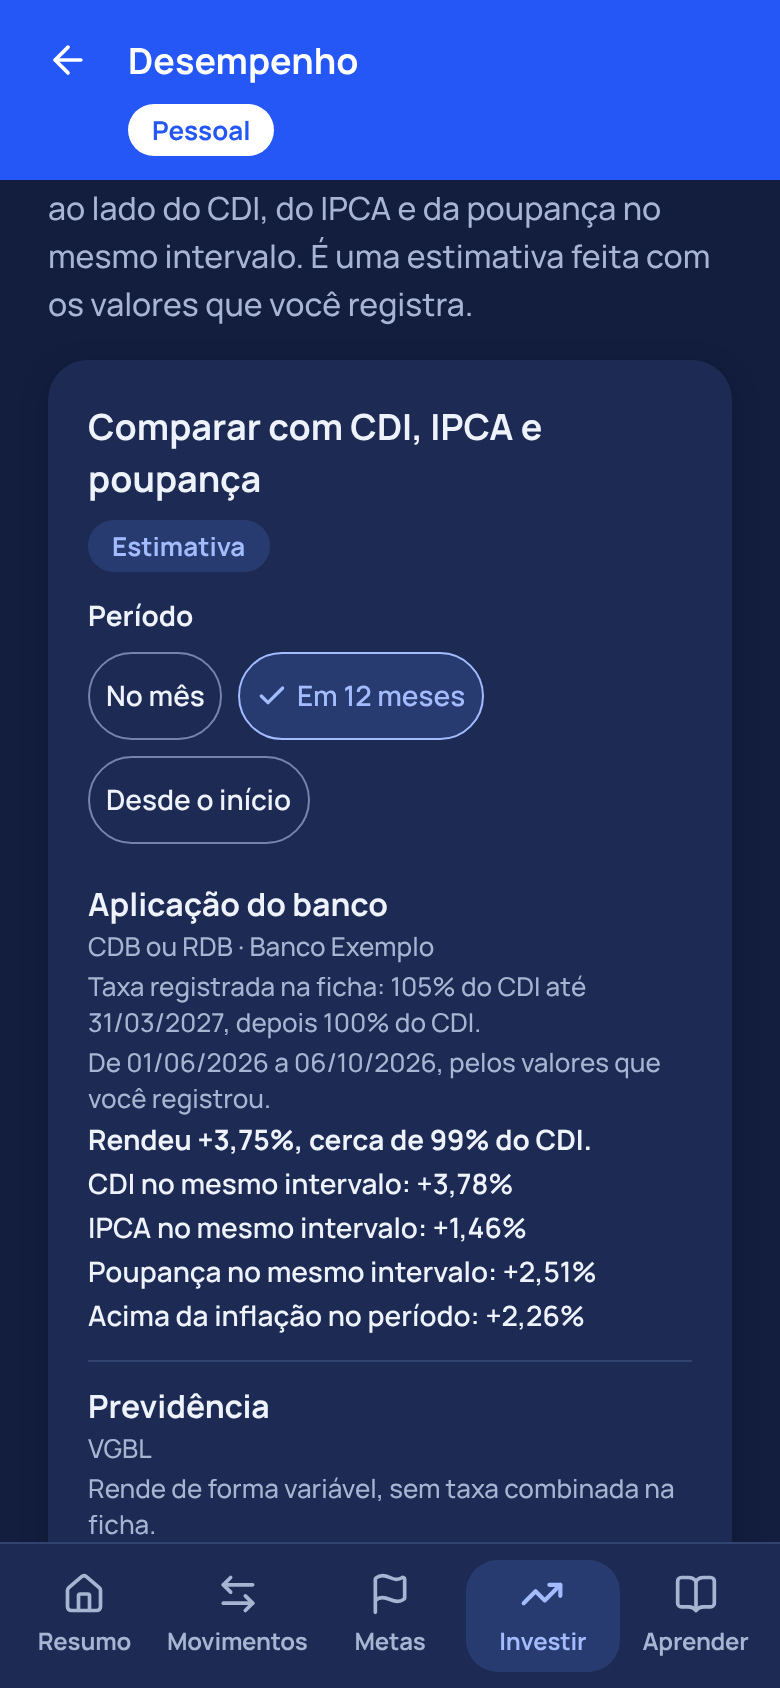 Desempenho
Pessoal
ao lado do CDI, do IPCA e da poupança no
mesmo intervalo. É uma estimativa feita com
os valores que você registra.
Comparar com CDI, IPCA e
poupança
Estimativa
Período
No mês
Em 12 meses
Desde o início
Aplicação do banco
CDB ou RDB · Banco Exemplo
Taxa registrada na ficha: 105% do CDI até
31/03/2027, depois 100% do CDI.
De 01/06/2026 a 06/10/2026, pelos valores que
você registrou.
Rendeu +3,75%, cerca de 99% do CDI.
CDI no mesmo intervalo: +3,78%
IPCA no mesmo intervalo: +1,46%
Poupança no mesmo intervalo: +2,51%
Acima da inflação no período: +2,26%
Previdência
VGBL
Rende de forma variável, sem taxa combinada na
ficha.
Resumo
Movimentos
Metas
Investir
Aprender